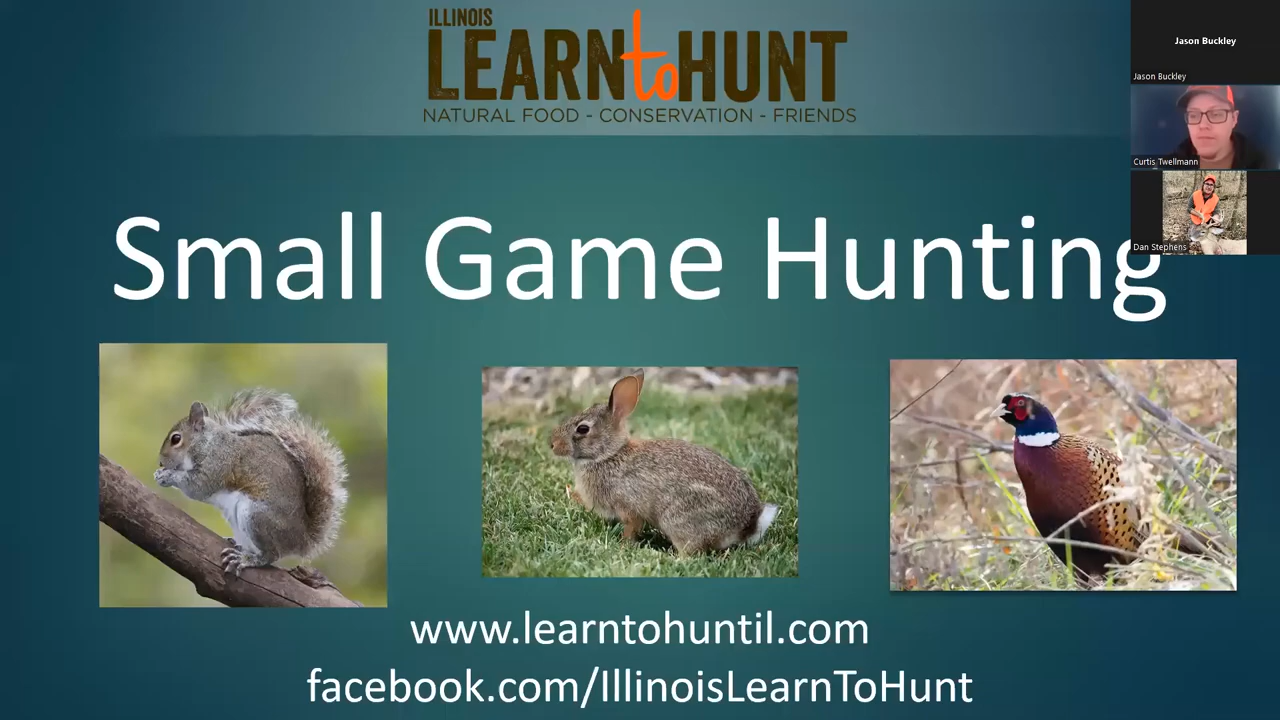 ILLINOIS
LEARN to HUNT
NATURAL FOOD - CONSERVATION - FRIENDS
Jason Buckley
Jason Buckley
Curtis Twellmann
Dan Stephens
Small Game Hunting
www.learntohuntil.com
facebook.com/IllinoisLearnToHunt